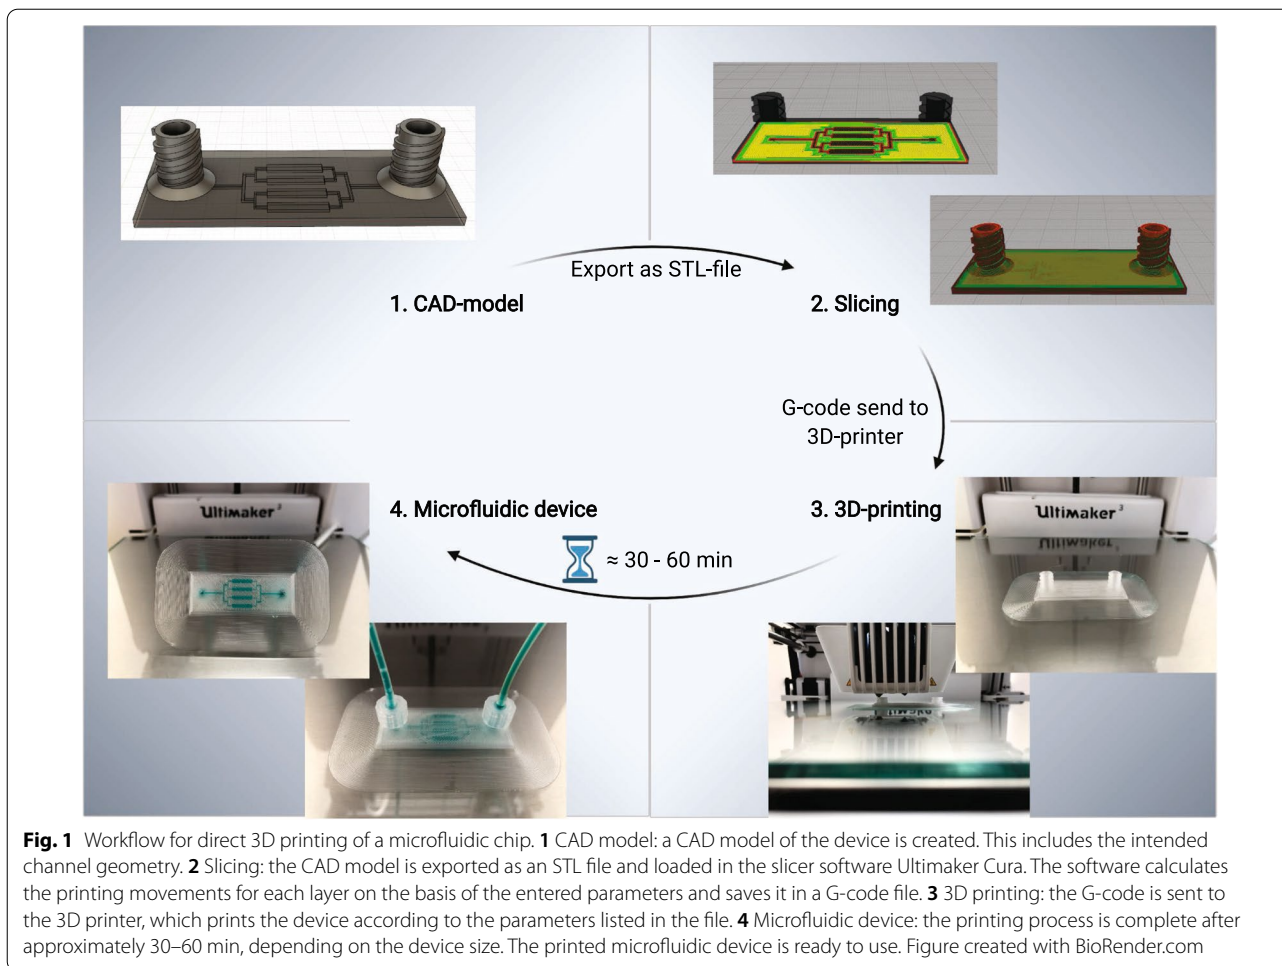 Export as STL-file
1. CAD-model
2. Slicing
G-code send to
3D-printer
Ultimaker 3
4. Microfluidic device
3. 3D-printing
Ultimaker 3
≈ 30 - 60 min
Fig. 1 Workflow for direct 3D printing of a microfluidic chip. 1 CAD model: a CAD model of the device is created. This includes the intended
channel geometry. 2 Slicing: the CAD model is exported as an STL file and loaded in the slicer software Ultimaker Cura. The software calculates
the printing movements for each layer on the basis of the entered parameters and saves it in a G-code file. 3 3D printing: the G-code is sent to
the 3D printer, which prints the device according to the parameters listed in the file. 4 Microfluidic device: the printing process is complete after
approximately 30–60 min, depending on the device size. The printed microfluidic device is ready to use. Figure created with BioRender.com